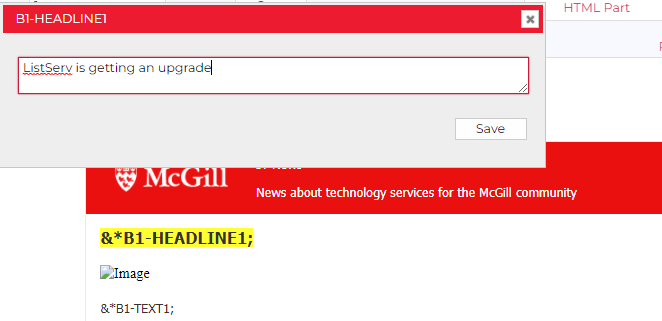 B1-HEADLINE1
HTML Part
ListServ is getting an upgrade
Save
McGill
News about technology services for the McGill community
&*B1-HEADLINE1;
Image
&*B1-TEXT1;